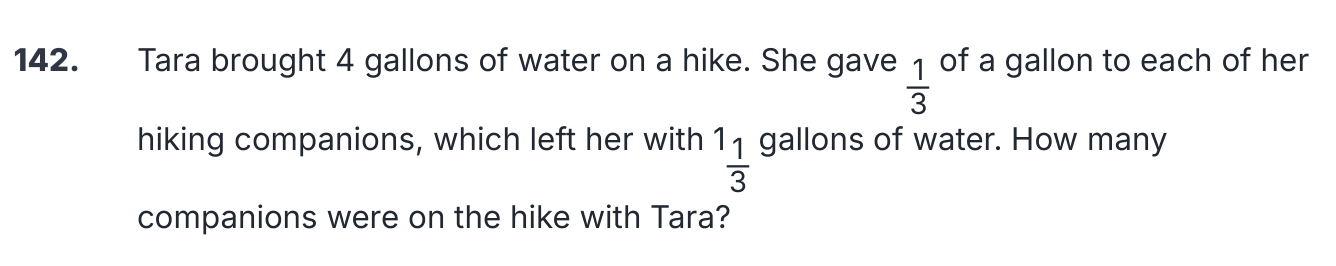 142. Tara brought 4 gallons of water on a hike. She gave 1/3 of a gallon to each of her
hiking companions, which left her with 1 1/3 gallons of water. How many
companions were on the hike with Tara?